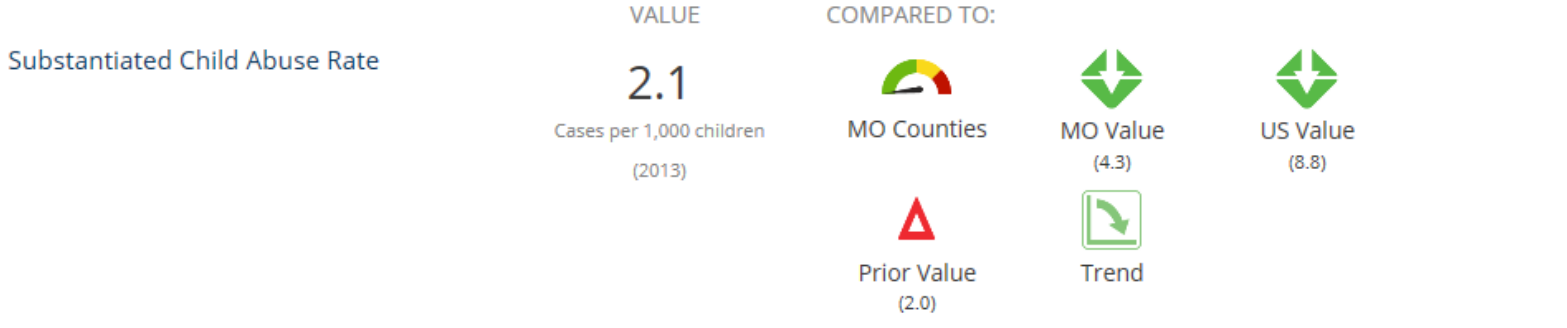 VALUE
COMPARED TO:
Substantiated Child Abuse Rate
2.1
Cases per 1,000 children
(2013)
MO Counties
MO Value
(4.3)
US Value
(8.8)
Prior Value
(2.0)
Trend